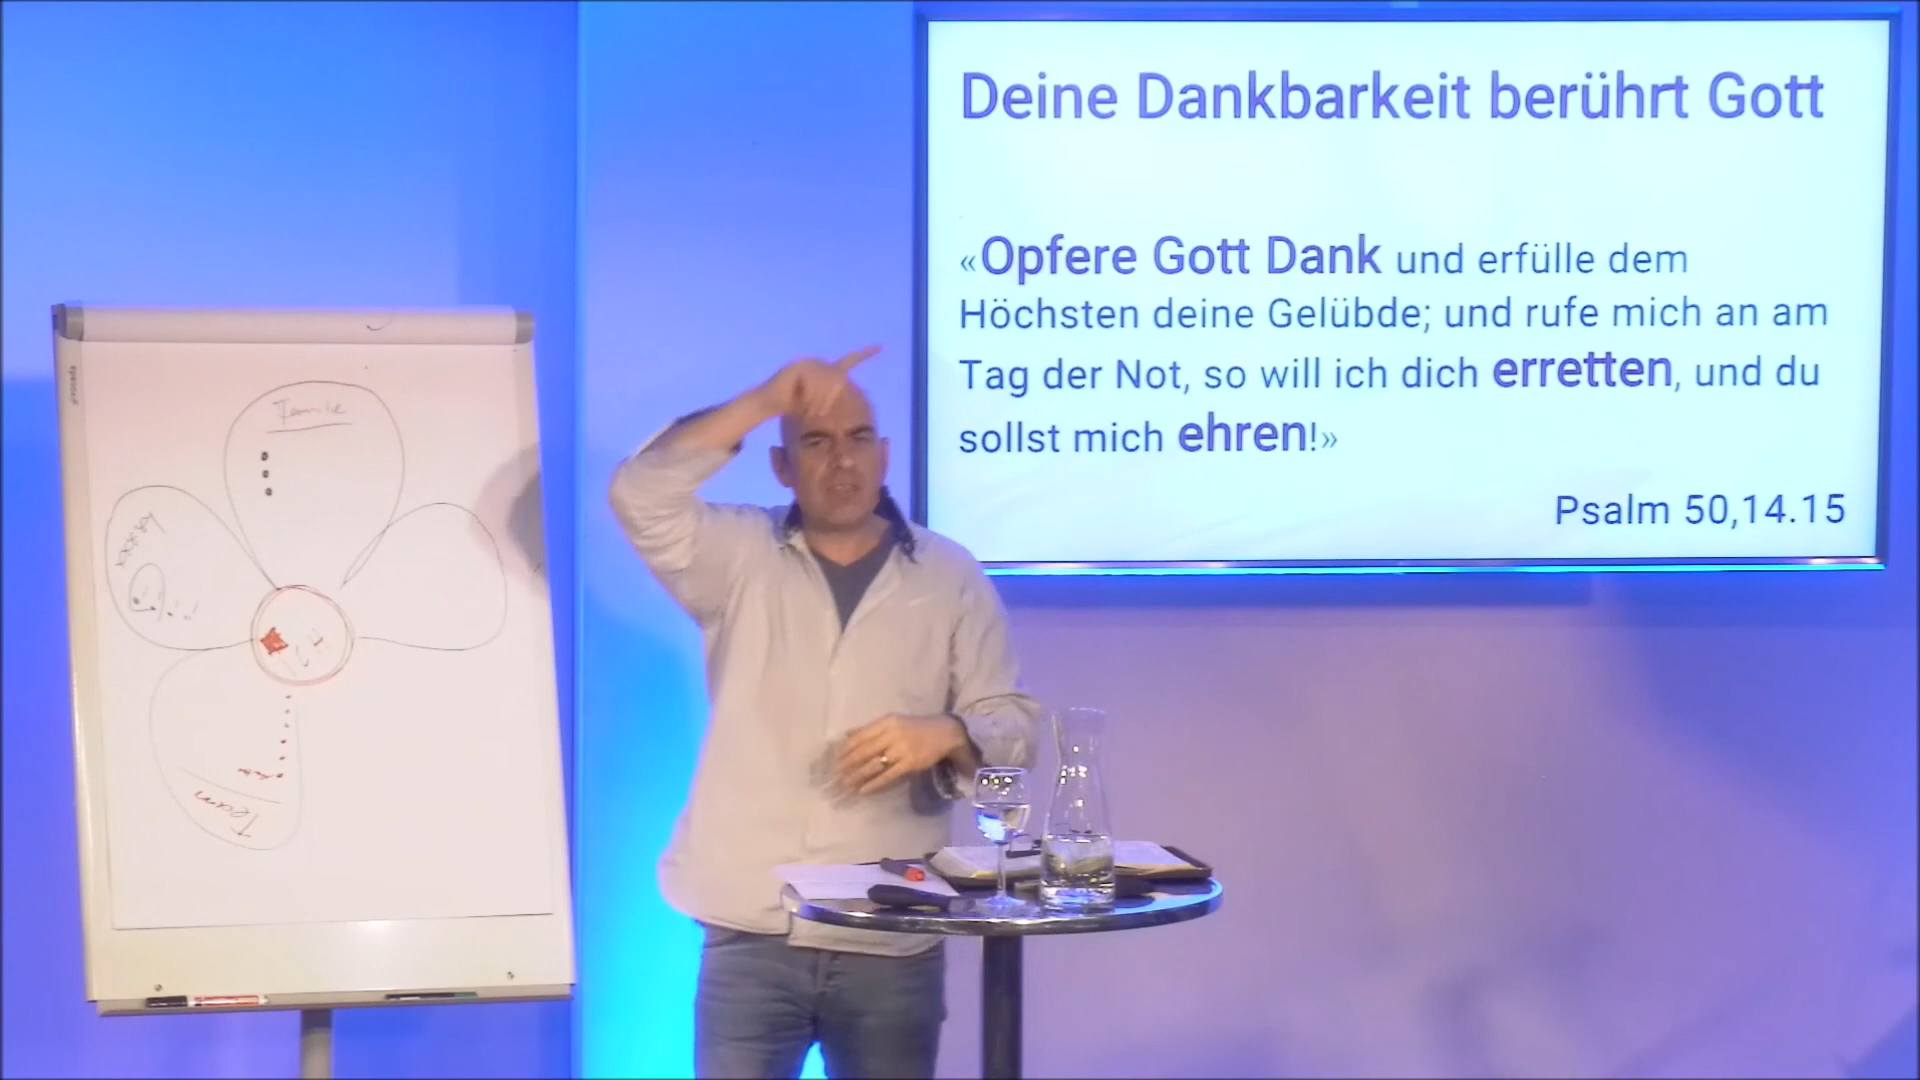 Deine Dankbarkeit berührt Gott
«Opfere Gott Dank und erfülle dem
Höchsten deine Gelübde; und rufe mich an am
Tag der Not, so will ich dich erretten, und du
sollst mich ehren!»
Psalm 50,14.15
Familie
Team